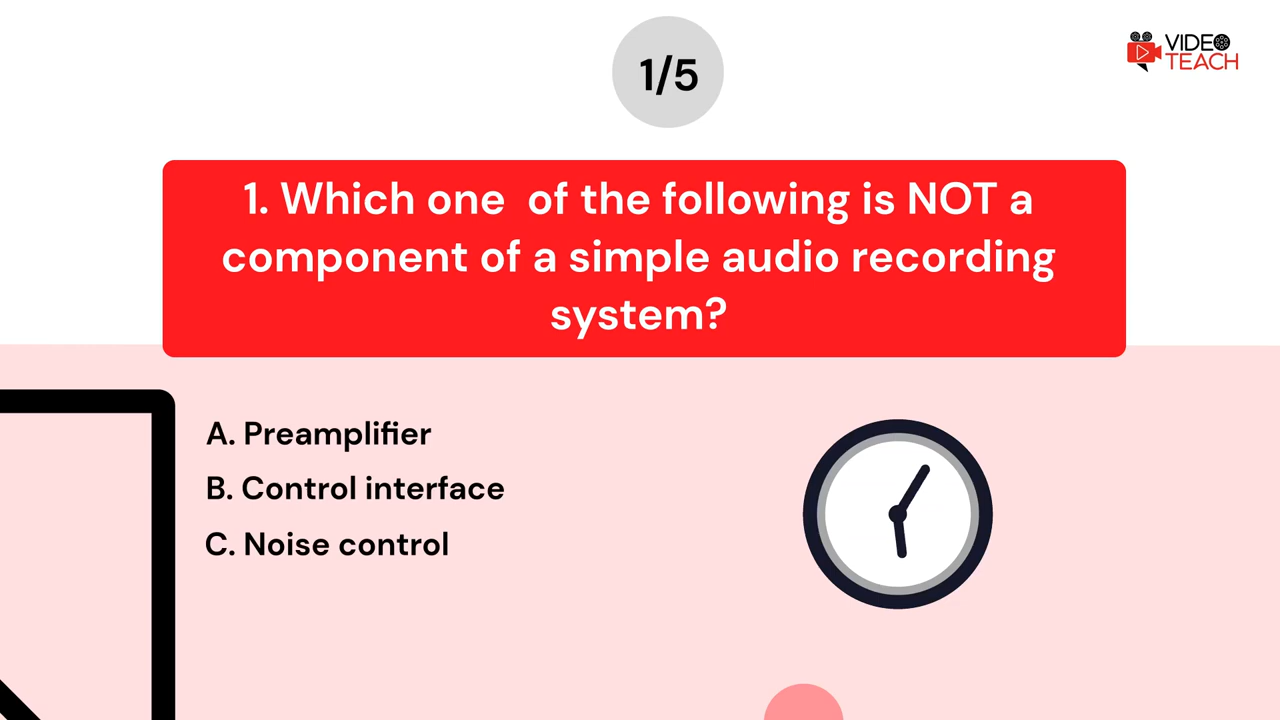 1/5
VIDEO
TEACH
1. Which one of the following is NOT a
component of a simple audio recording
system?
A. Preamplifier
B. Control interface
C. Noise control